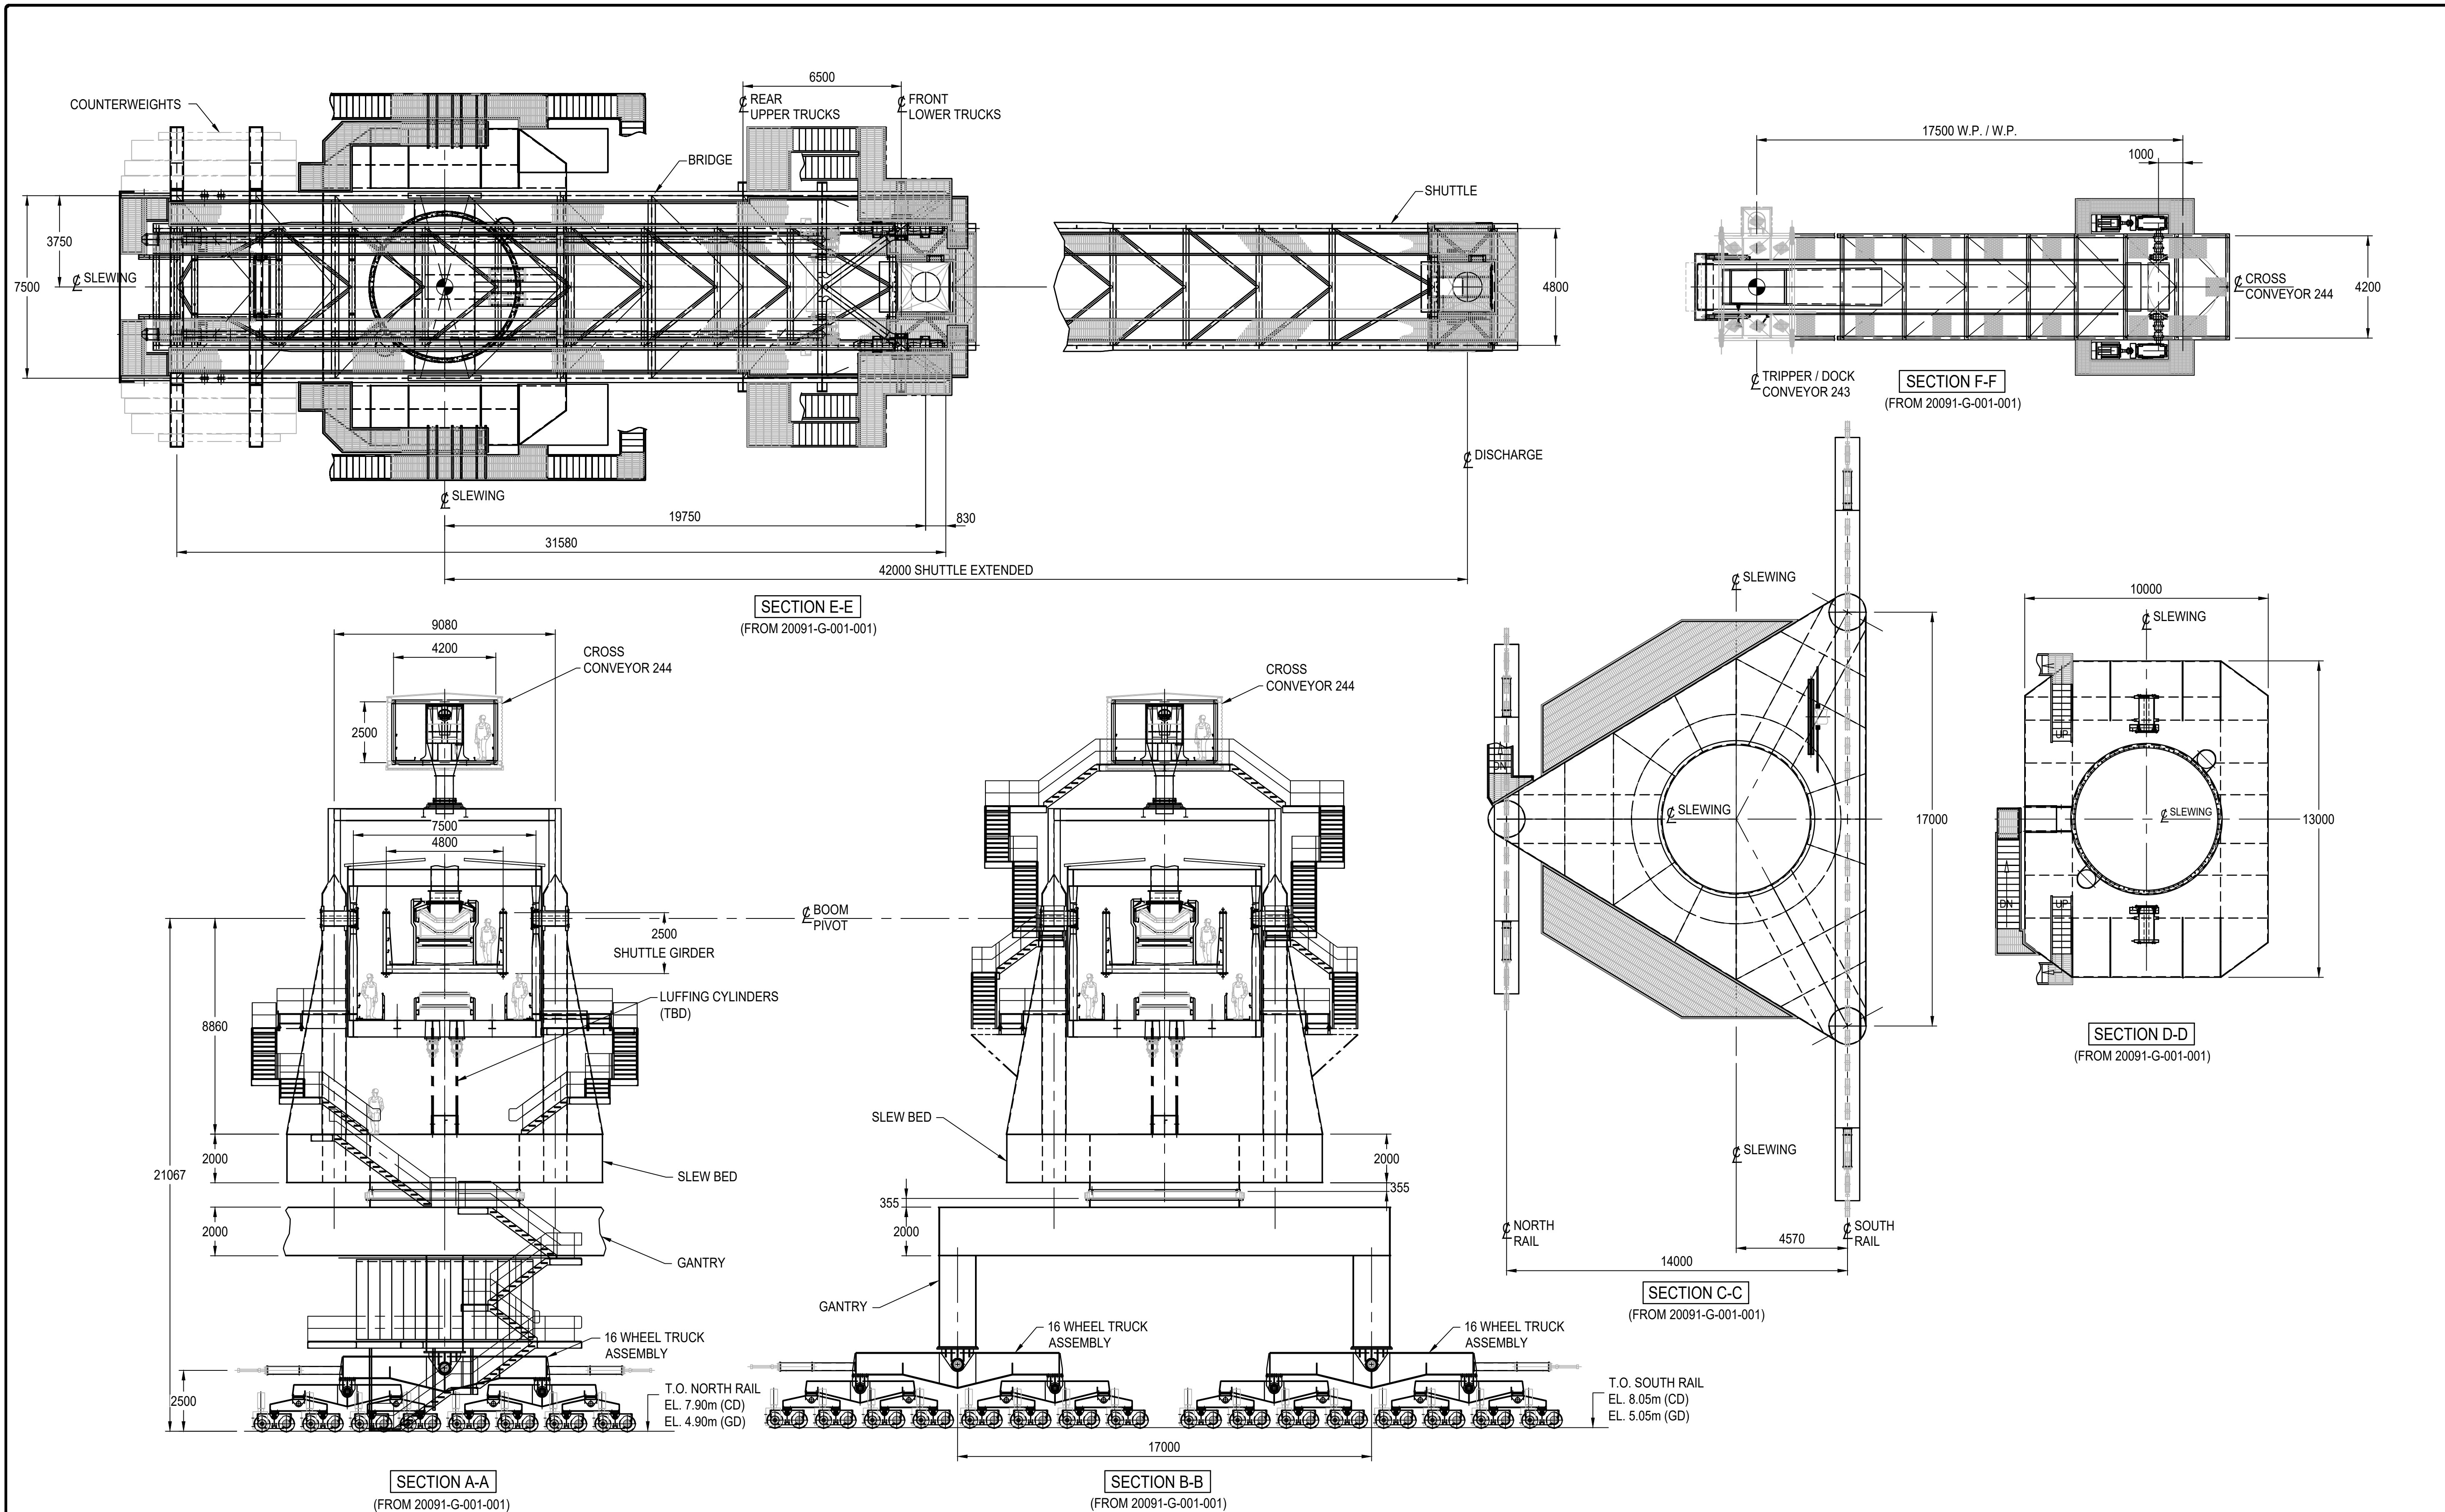 COUNTERWEIGHTS
6500
℄ REAR
UPPER TRUCKS
℄ FRONT
LOWER TRUCKS
BRIDGE
SHUTTLE
3750
7500
℄ SLEWING
4800
℄ DISCHARGE
℄ SLEWING
19750
830
31580
42000 SHUTTLE EXTENDED
SECTION E-E
(FROM 20091-G-001-001)
17500 W.P. / W.P.
1000
℄ CROSS
CONVEYOR 244
4200
℄ TRIPPER / DOCK
CONVEYOR 243
SECTION F-F
(FROM 20091-G-001-001)
9080
4200
CROSS
CONVEYOR 244
2500
7500
4800
℄ BOOM
PIVOT
2500
SHUTTLE GIRDER
LUFFING CYLINDERS
(TBD)
8860
2000
21067
SLEW BED
2000
GANTRY
16 WHEEL TRUCK
ASSEMBLY
2500
T.O. NORTH RAIL
EL. 7.90m (CD)
EL. 4.90m (GD)
SECTION A-A
(FROM 20091-G-001-001)
CROSS
CONVEYOR 244
SLEW BED
2000
355
355
2000
GANTRY
16 WHEEL TRUCK
ASSEMBLY
16 WHEEL TRUCK
ASSEMBLY
T.O. SOUTH RAIL
EL. 8.05m (CD)
EL. 5.05m (GD)
17000
SECTION B-B
(FROM 20091-G-001-001)
℄ SLEWING
DN
℄ SLEWING
17000
℄ SLEWING
℄ NORTH
RAIL
℄ SOUTH
RAIL
4570
14000
SECTION C-C
(FROM 20091-G-001-001)
10000
℄ SLEWING
UP
℄ SLEWING
13000
DN
UP
SECTION D-D
(FROM 20091-G-001-001)